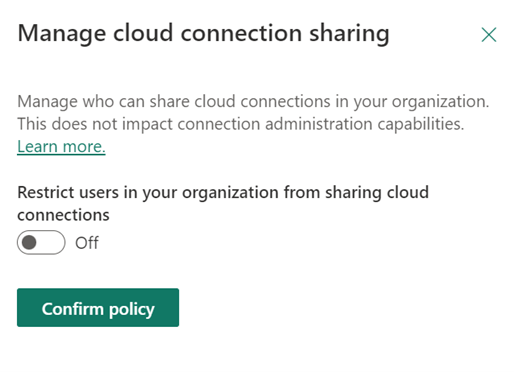 Manage cloud connection sharing
Manage who can share cloud connections in your organization.
This does not impact connection administration capabilities.
Learn more.
Restrict users in your organization from sharing cloud
connections
Off
Confirm policy